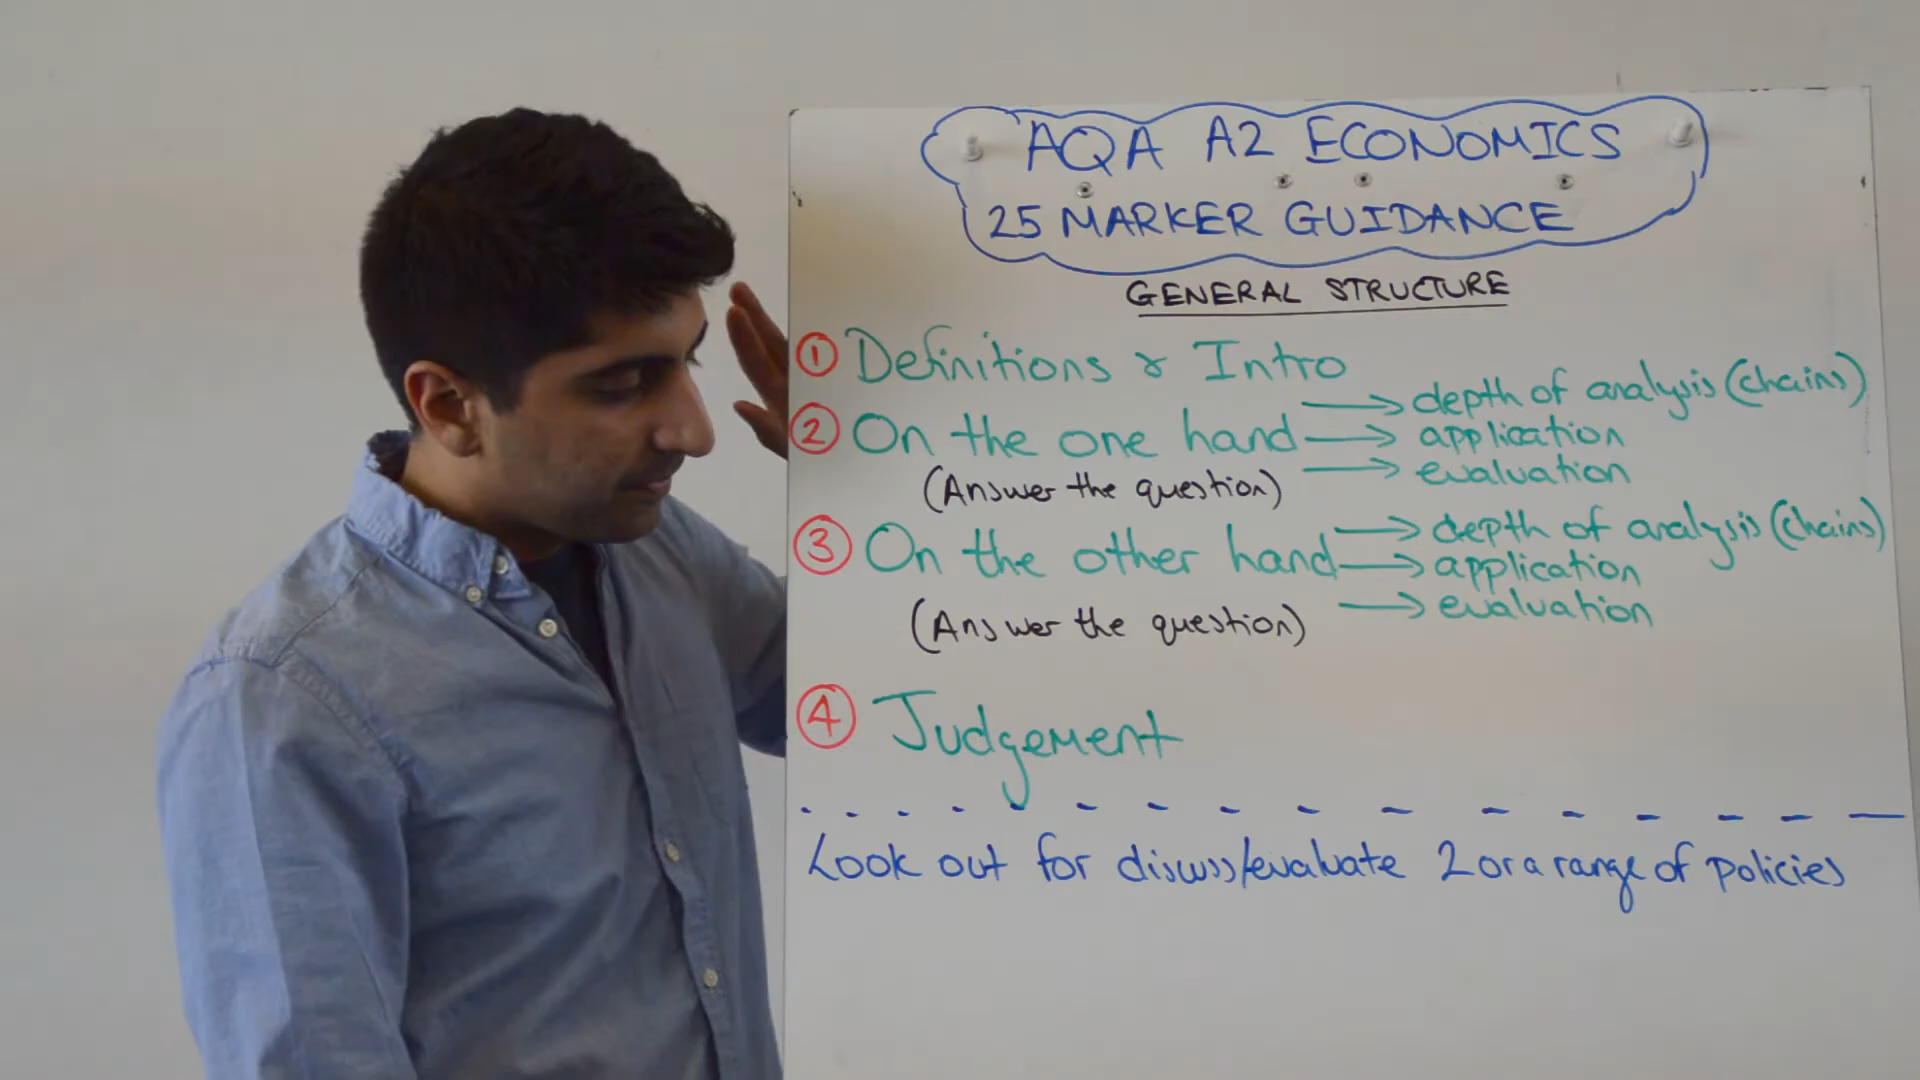 AQA A2 ECONOMICS
25 MARKER GUIDANCE
GENERAL STRUCTURE
① Definitions & Intro
② On the one hand → depth of analysis (chains)
→ application
→ evaluation
(Answer the question)
③ On the other hand → depth of analysis (chains)
→ application
→ evaluation
(Answer the question)
④ Judgement
Look out for discuss/evaluate 2 or a range of policies